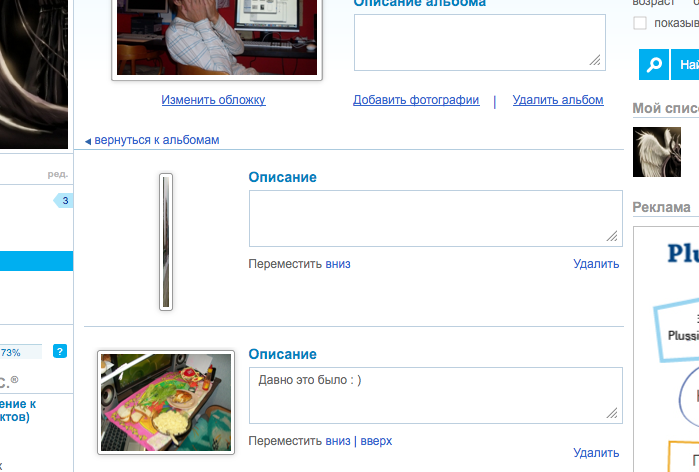 Описание альбома
возраст
показыв
Изменить обложку
Добавить фотографии | Удалить альбом
Най
Мой списо
вернуться к альбомам
ред.
3
Описание
Переместить вниз
Удалить
Реклама
Plu
Plussi
73%
?
с.®
ение к
ктов)
Описание
Давно это было : )
Переместить вниз | вверх
Удалить